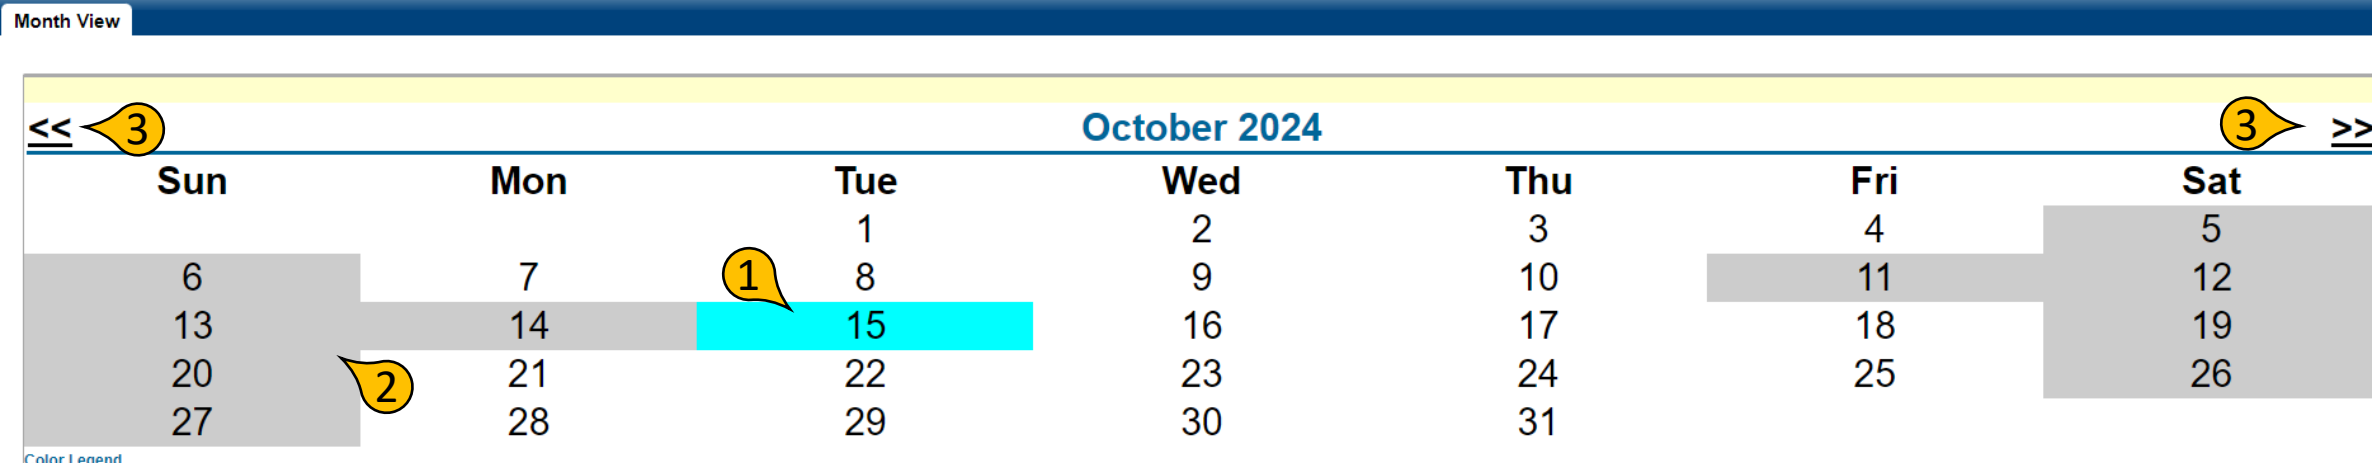 Month View
<< 3 October 2024 3 >>
Sun Mon Tue Wed Thu Fri Sat
1 2 3 4 5
6 7 1 8 9 10 11 12
13 14 15 16 17 18 19
20 2 21 22 23 24 25 26
27 28 29 30 31
Color Legend